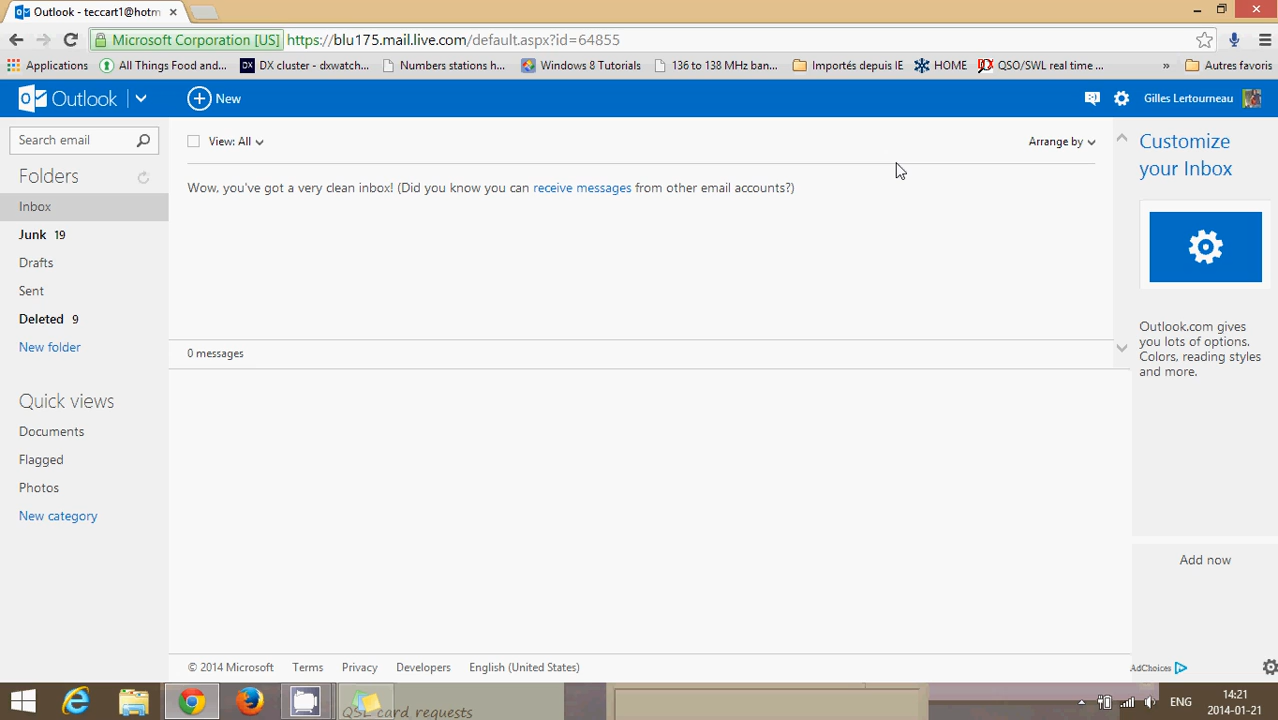 Outlook - teccart1@hotm
Microsoft Corporation [US] https://blu175.mail.live.com/default.aspx?id=64855
Applications All Things Food and... DX DX cluster - dxwatch... Numbers stations h... Windows 8 Tutorials 136 to 138 MHz ban... Importés depuis IE HOME QSO/SWL real time ... » Autres favoris
Outlook New Gilles Lertourneau
Search email
View: All
Arrange by
Folders
Inbox
Junk 19
Drafts
Sent
Deleted 9
New folder
Quick views
Documents
Flagged
Photos
New category
Wow, you've got a very clean inbox! (Did you know you can receive messages from other email accounts?)
0 messages
Customize
your Inbox
Outlook.com gives
you lots of options.
Colors, reading styles
and more.
Add now
AdChoices
© 2014 Microsoft Terms Privacy Developers English (United States)
QSL card requests
ENG
14:21
2014-01-21